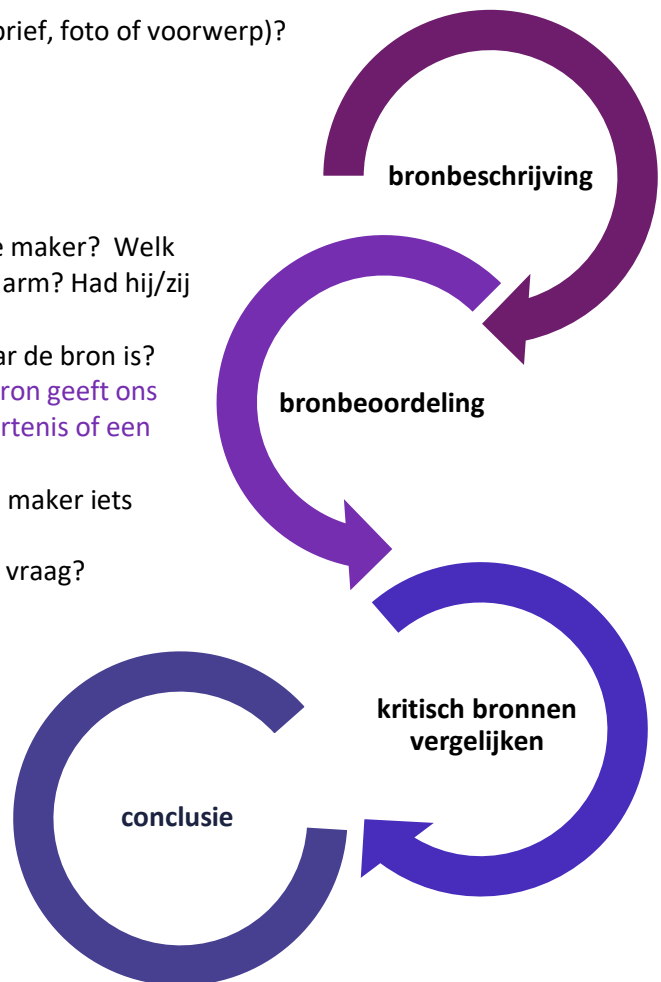 brief, foto of voorwerp)?
bronbeschrijving
e maker?  Welk
arm? Had hij/zij
ar de bron is?
ron geeft ons
bronbeoordeling
rtenis of een
maker iets
vraag?
kritisch bronnen
vergelijken
conclusie